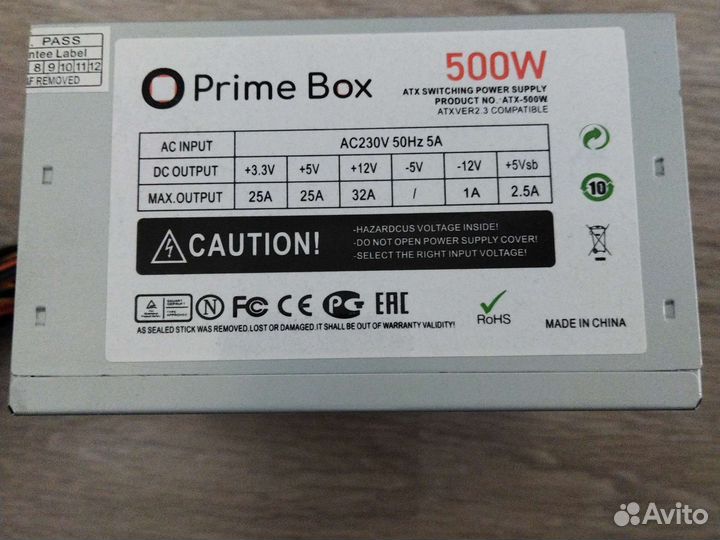 PASS
ntee Label
8 9 10 11 12
F REMOVED
Prime Box
500W
ATX SWITCHING POWER SUPPLY
PRODUCT NO. ATX-500W
ATXVER2.3 COMPATIBLE
AC INPUT AC230V 50Hz 5A
DC OUTPUT +3.3V +5V +12V -5V -12V +5Vsb
MAX.OUTPUT 25A 25A 32A / 1A 2.5A
10
CAUTION!
-HAZARDCUS VOLTAGE INSIDE!
-DO NOT OPEN POWER SUPPLY COVER!
-SELECT THE RIGHT INPUT VOLTAGE!
N FC CE PG EAC
RoHS
AS SEALED STICK WAS REMOVED.LOST OR DAMAGED.IT SHALL BE OUT OF WARRANTY VALIDITY!
MADE IN CHINA
Avito